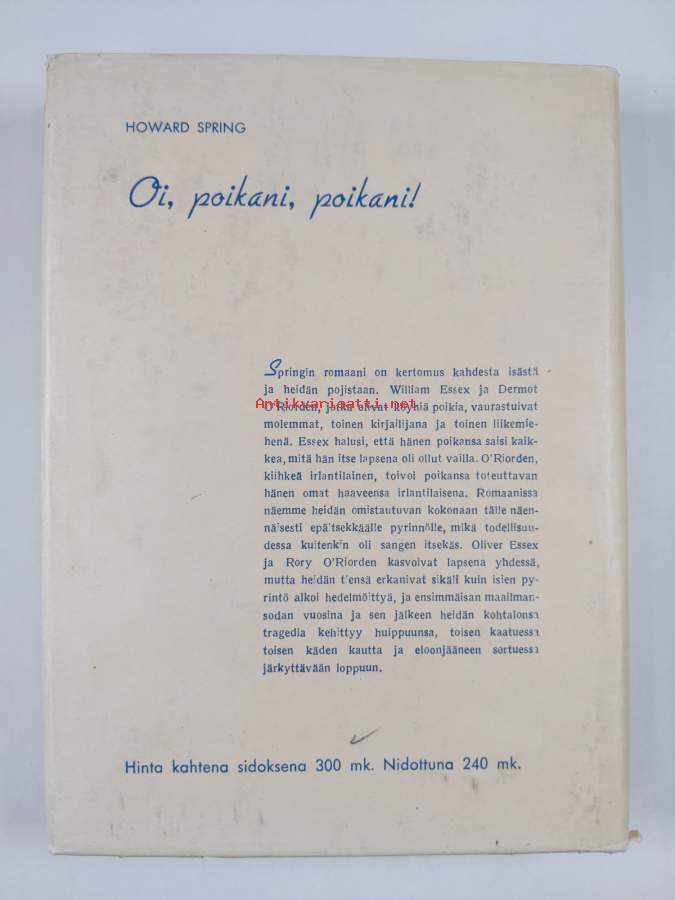 HOWARD SPRING
Oi, poikani, poikani!
Springin romaani on kertomus kahdesta isästä
ja heidän pojistaan. William Essex ja Dermot
Antikvariaatti.net
O'Riorden, jotka olivat köyhiä poikia, vaurastuivat
molemmat, toinen kirjailijana ja toinen liikemie-
henä. Essex halusi, että hänen poikansa saisi kaik-
kea, mitä hän itse lapsena oli ollut vailla. O'Riorden,
kiihkeä irlantilainen, toivoi poikansa toteuttavan
hänen omat haaveensa irlantilaisena. Romaanissa
näemme heidän omistautuvan kokonaan tälle näen-
näisesti epäitsekkäälle pyrinnölle, mikä todellisuu-
dessa kuitenkin oli sangen itsekäs. Oliver Essex
ja Rory O'Riorden kasvoivat lapsena yhdessä,
mutta heidän tiensä erkanivat sikäli kuin isien py-
rintö alkoi hedelmöittyä, ja ensimmäisan maailman-
sodan vuosina ja sen jälkeen heidän kohtalonsa
tragedia kehittyy huippuunsa, toisen kaatuessa
toisen käden kautta ja eloonjääneen sortuessa
järkyttävään loppuun.
Hinta kahtena sidoksena 300 mk. Nidottuna 240 mk.